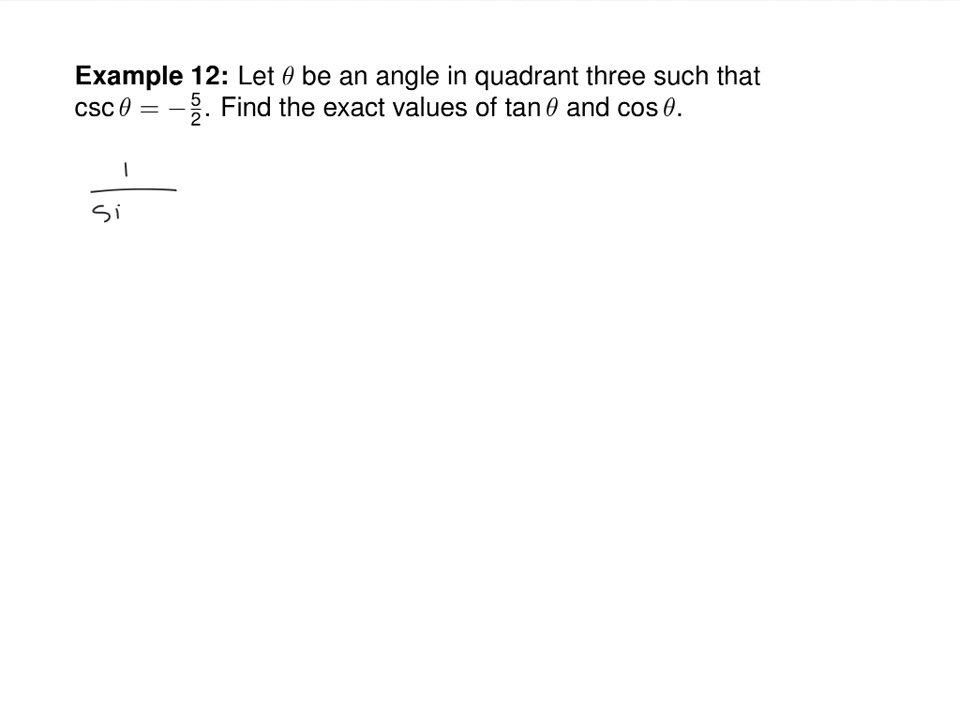 Example 12: Let θ be an angle in quadrant three such that
csc θ = −5/2. Find the exact values of tan θ and cos θ.
1
Si